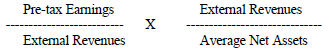 Pre-tax Earnings External Revenues
------------------------ X ---------------------------
External Revenues Average Net Assets